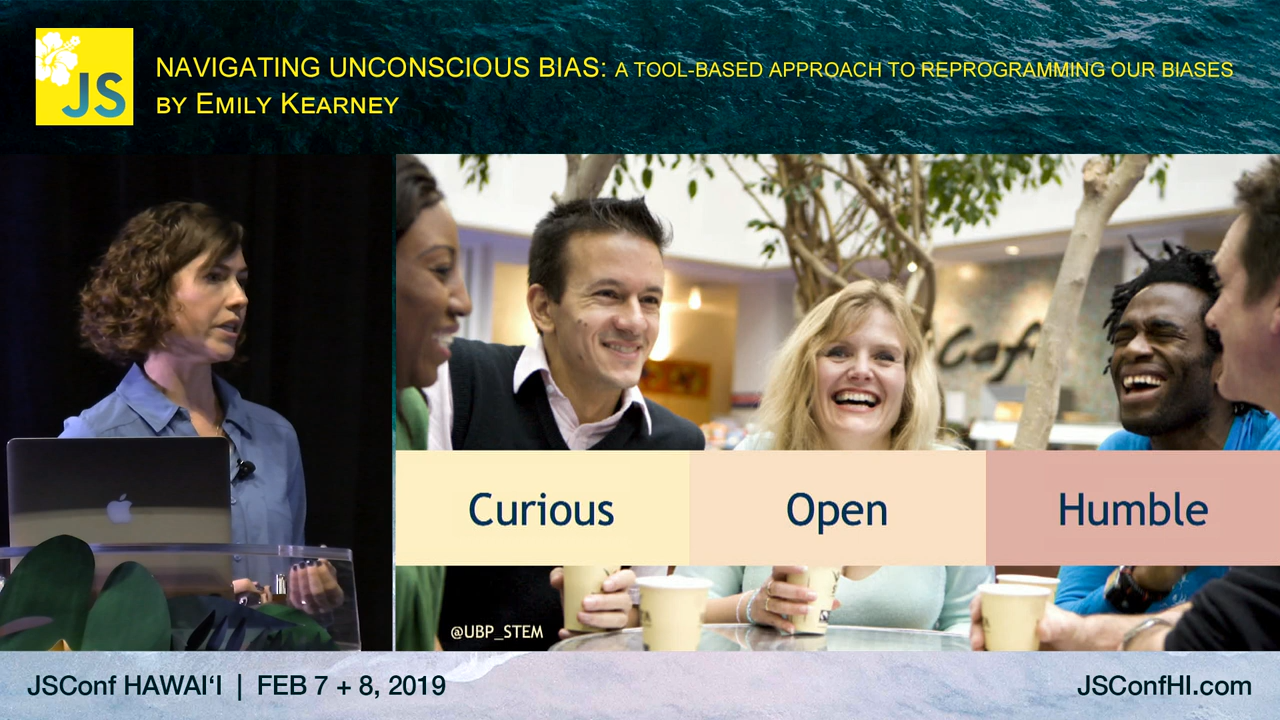 JS
NAVIGATING UNCONSCIOUS BIAS: A TOOL-BASED APPROACH TO REPROGRAMMING OUR BIASES
BY EMILY KEARNEY
Café
Curious
Open
Humble
@UBP_STEM
JSConf HAWAI‘I | FEB 7 + 8, 2019
JSConfHI.com